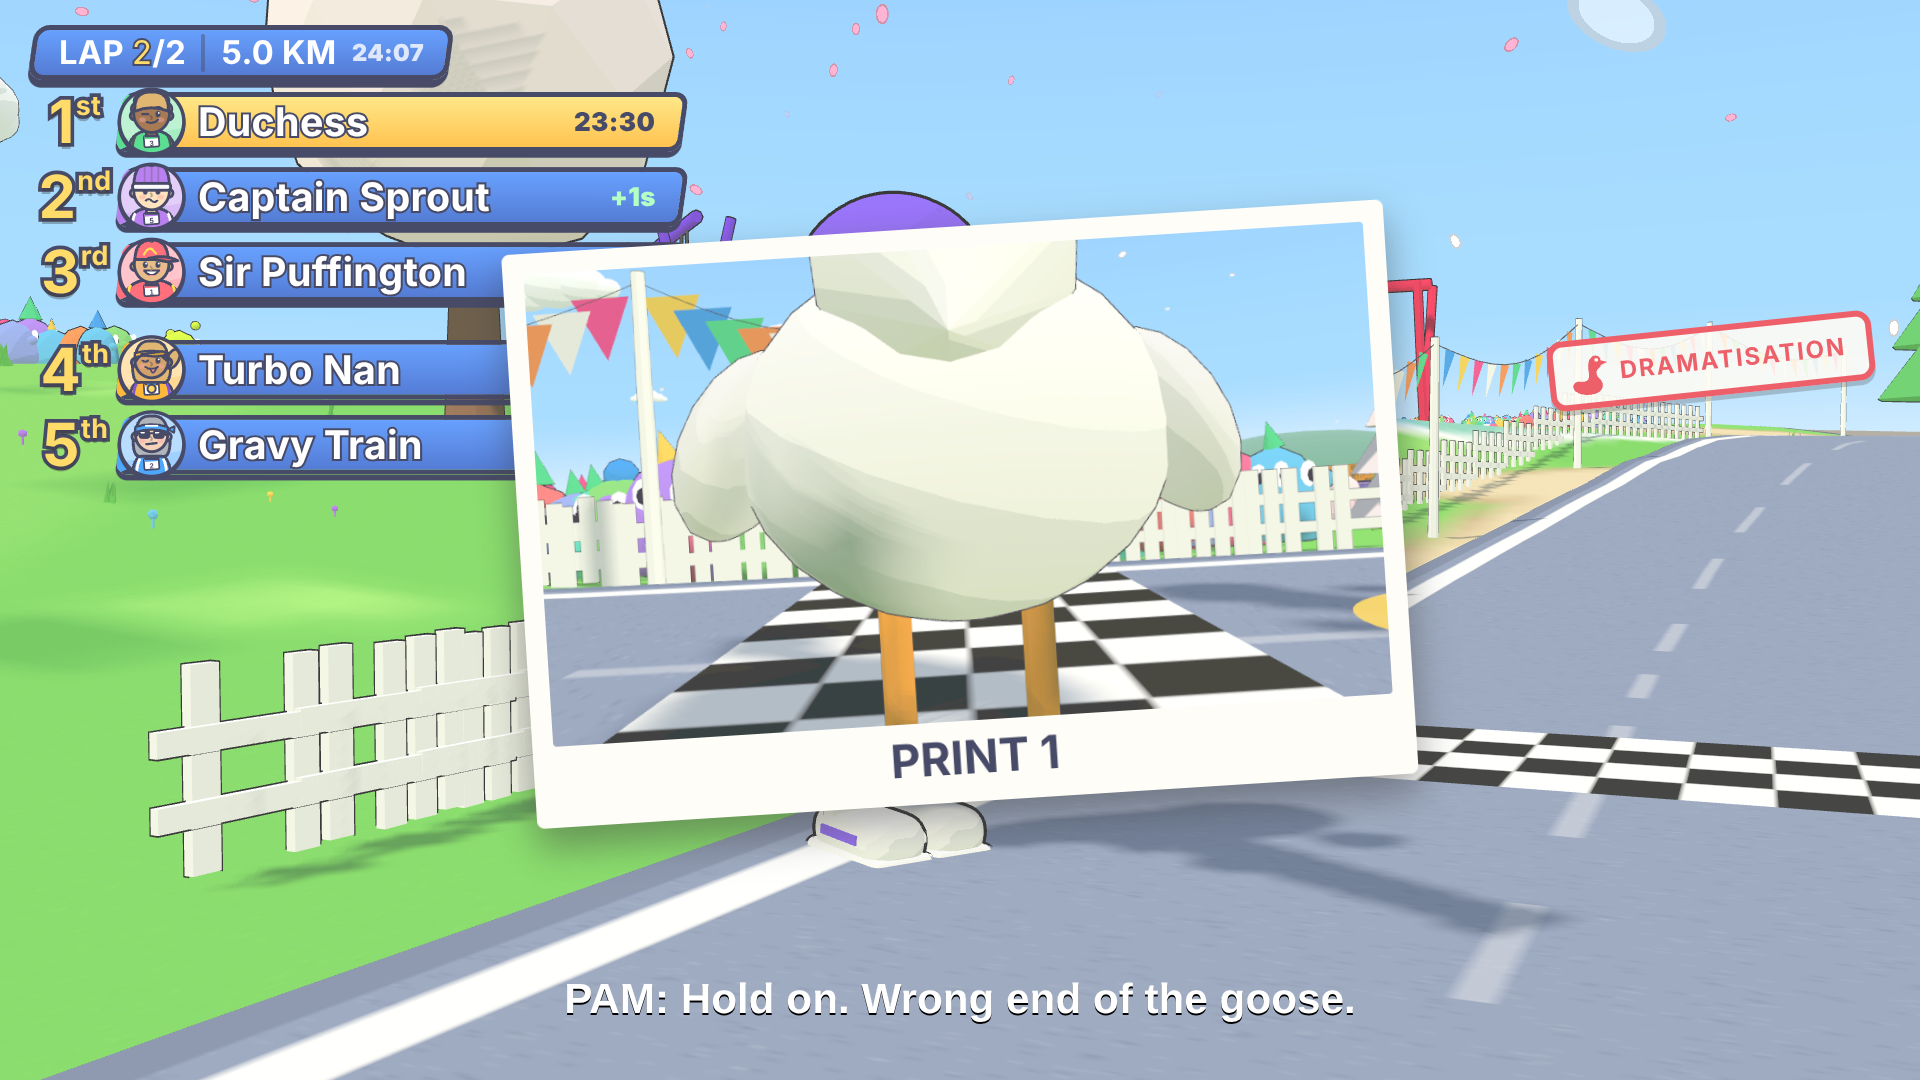 LAP 2/2 5.0 KM 24:07
1st Duchess 23:30
2nd Captain Sprout +1s
3rd Sir Puffington
4th Turbo Nan
5th Gravy Train
DRAMATISATION
PRINT 1
PAM: Hold on. Wrong end of the goose.